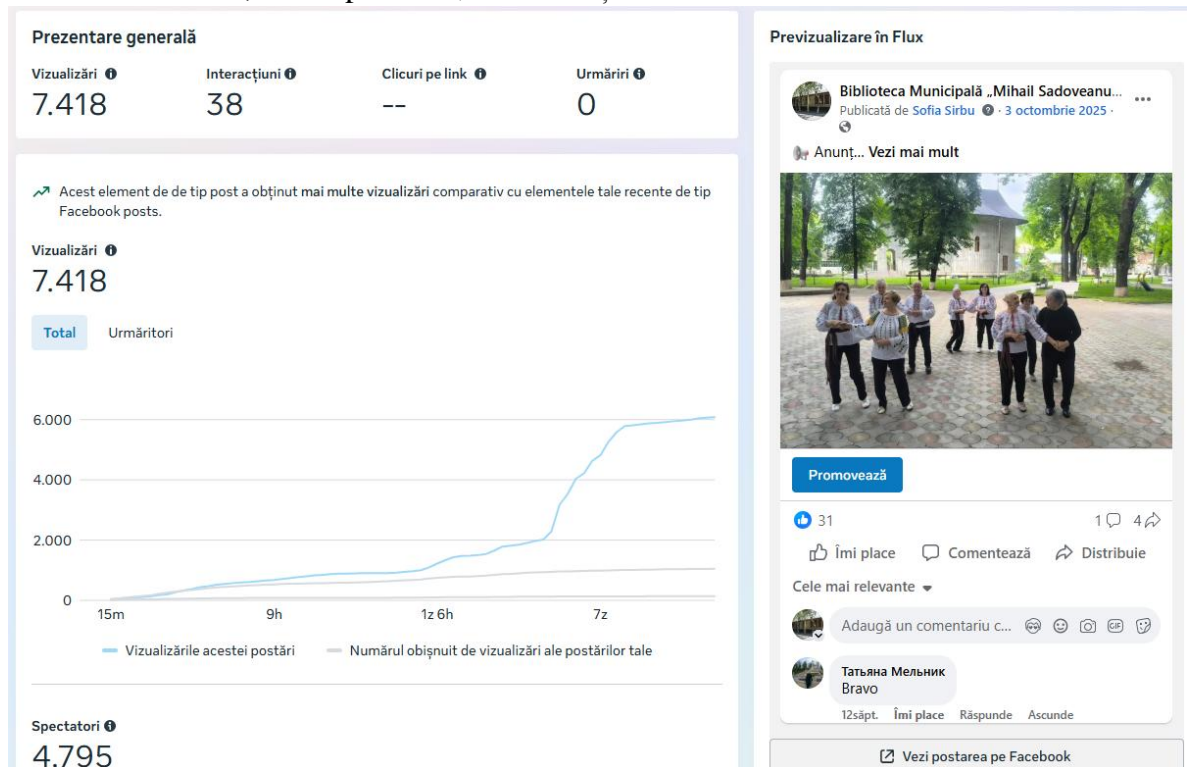 Prezentare generală
Vizualizări Interacțiuni Clicuri pe link Urmăriri
7.418 38 -- 0
Acest element de de tip post a obținut mai multe vizualizări comparativ cu elementele tale recente de tip
Facebook posts.
Vizualizări
7.418
Total Urmăritori
6.000
4.000
2.000
0
15m 9h 1z 6h 7z
Vizualizările acestei postări Numărul obișnuit de vizualizări ale postărilor tale
Spectatori
4.795
Previzualizare în Flux
Biblioteca Municipală „Mihail Sadoveanu...
Publicată de Sofia Sirbu · 3 octombrie 2025 ·
Anunț... Vezi mai mult
Promovează
31 1 4
Îmi place Comentează Distribuie
Cele mai relevante
Adaugă un comentariu c... GIF
Татьяна Мельник
Bravo
12săpt. Îmi place Răspunde Ascunde
Vezi postarea pe Facebook